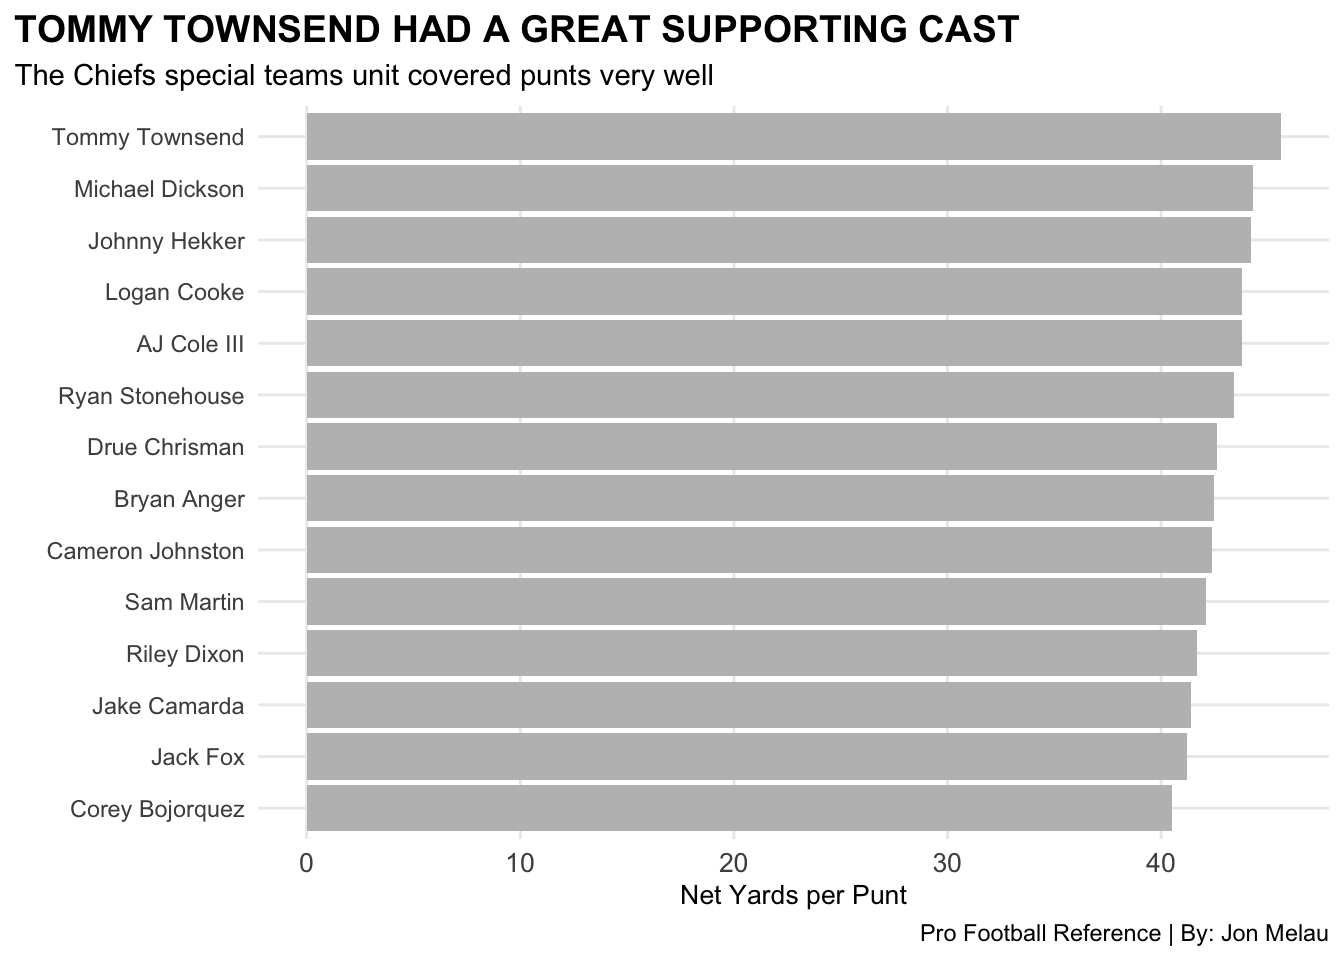 TOMMY TOWNSEND HAD A GREAT SUPPORTING CAST
The Chiefs special teams unit covered punts very well
Tommy Townsend
Michael Dickson
Johnny Hekker
Logan Cooke
AJ Cole III
Ryan Stonehouse
Drue Chrisman
Bryan Anger
Cameron Johnston
Sam Martin
Riley Dixon
Jake Camarda
Jack Fox
Corey Bojorquez
0 10 20 30 40
Net Yards per Punt
Pro Football Reference | By: Jon Melau